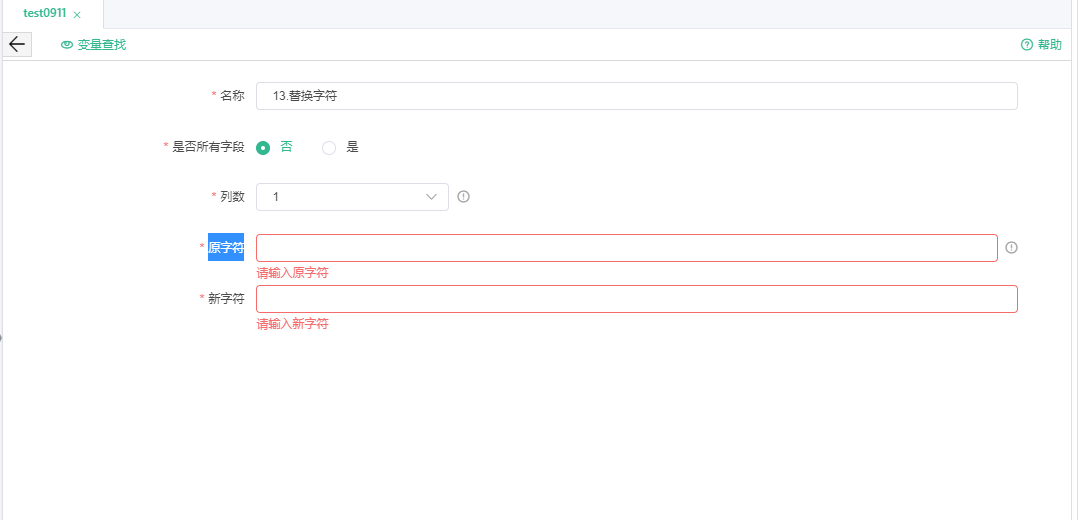 test0911
变量查找
帮助
* 名称 13.替换字符
* 是否所有字段 否 是
* 列数 1
* 原字符
请输入原字符
* 新字符
请输入新字符